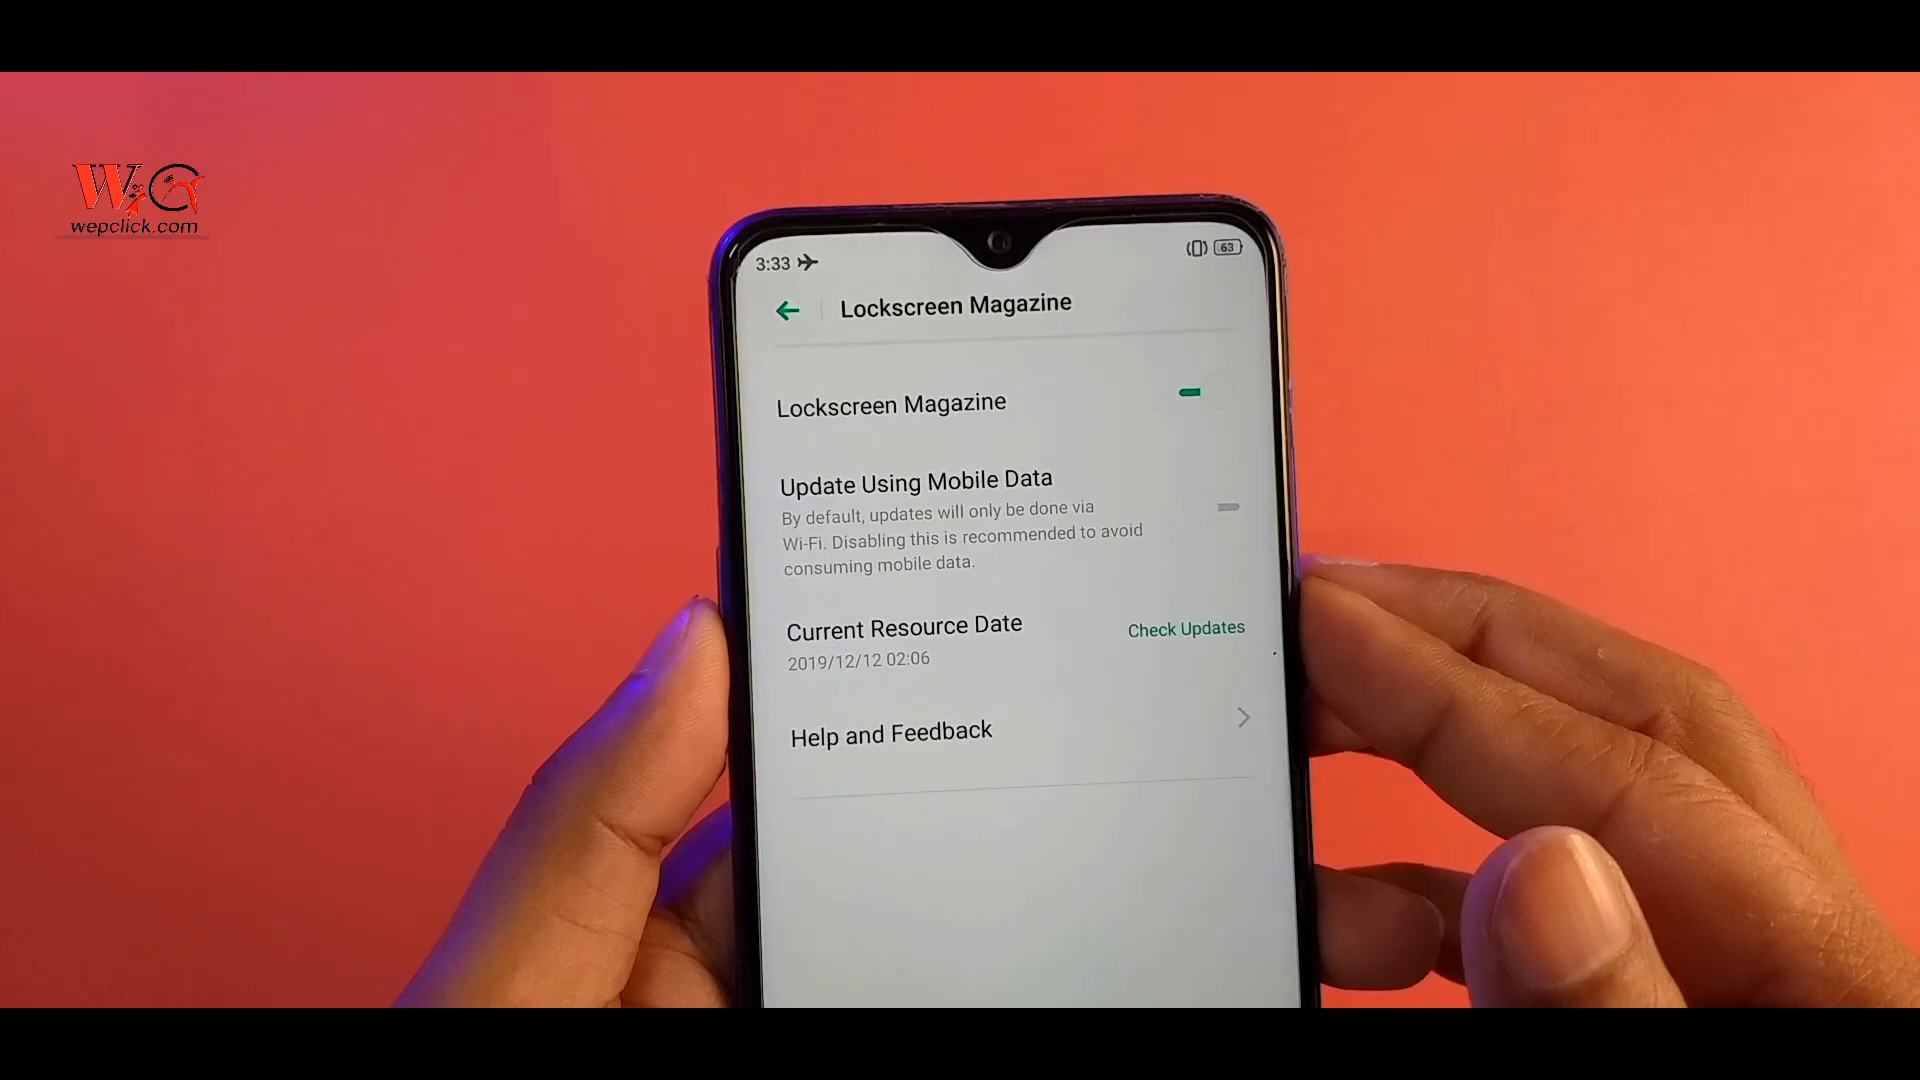 wepclick.com
3:33
63
Lockscreen Magazine
Lockscreen Magazine
Update Using Mobile Data
By default, updates will only be done via
Wi-Fi. Disabling this is recommended to avoid
consuming mobile data.
Current Resource Date
Check Updates
2019/12/12 02:06
Help and Feedback